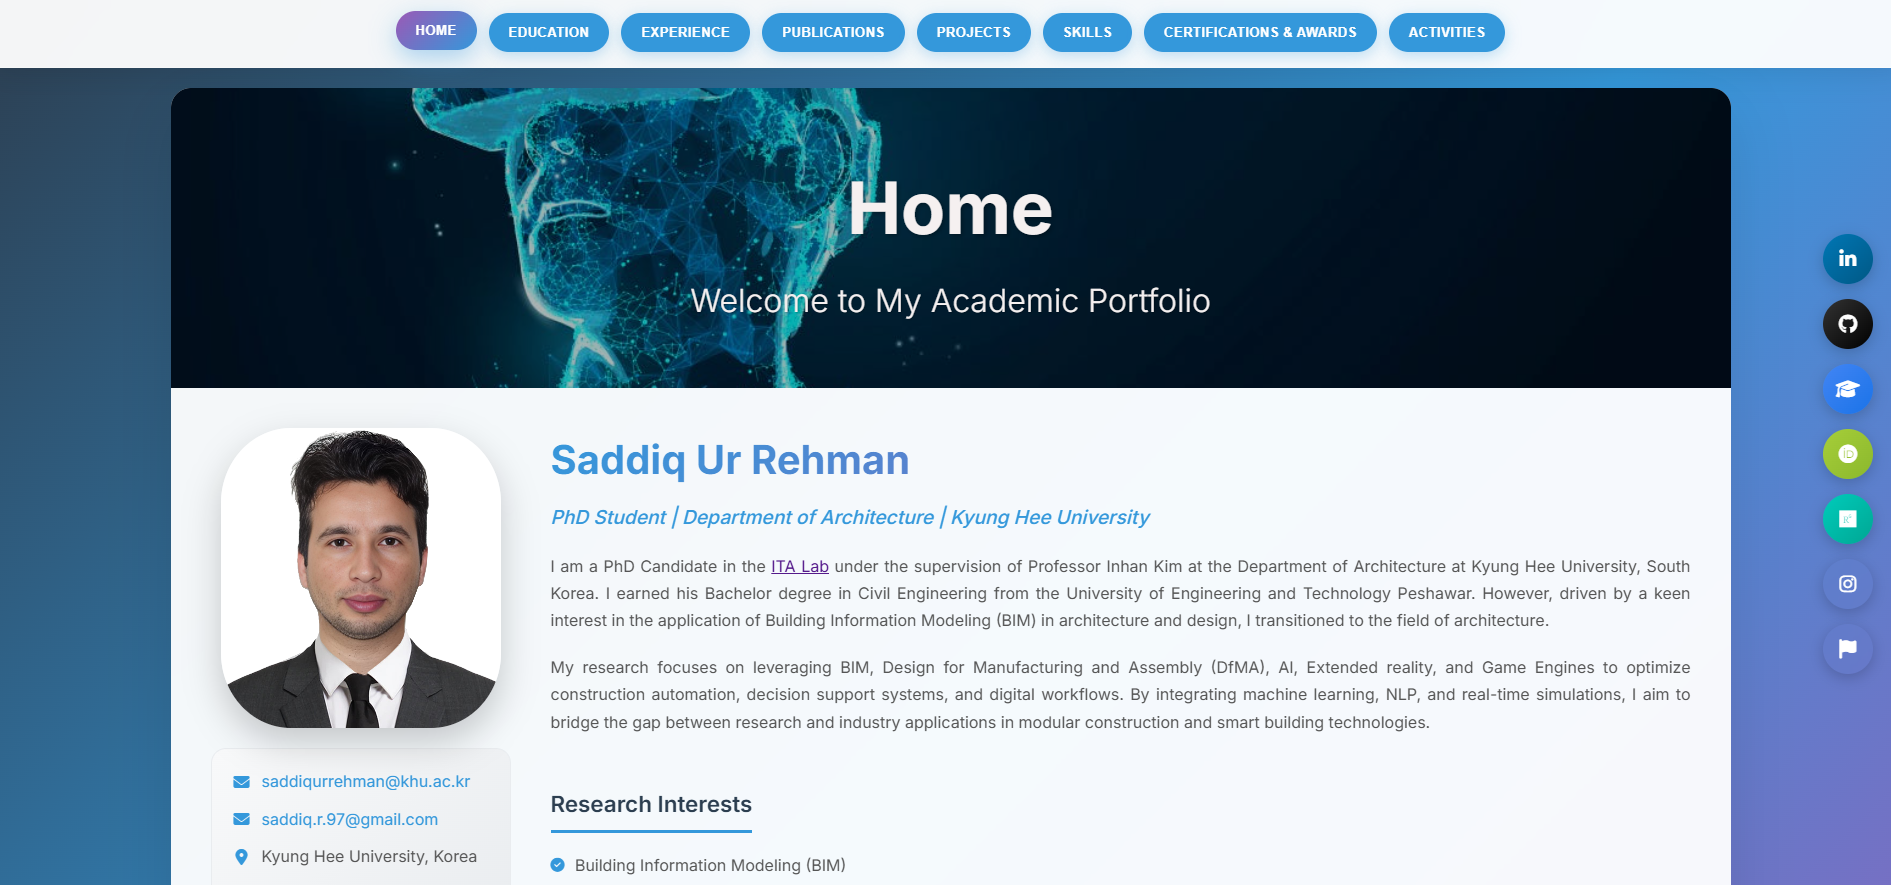 HOME EDUCATION EXPERIENCE PUBLICATIONS PROJECTS SKILLS CERTIFICATIONS & AWARDS ACTIVITIES
Home
Welcome to My Academic Portfolio
Saddiq Ur Rehman
PhD Student | Department of Architecture | Kyung Hee University
I am a PhD Candidate in the ITA Lab under the supervision of Professor Inhan Kim at the Department of Architecture at Kyung Hee University, South
Korea. I earned his Bachelor degree in Civil Engineering from the University of Engineering and Technology Peshawar. However, driven by a keen
interest in the application of Building Information Modeling (BIM) in architecture and design, I transitioned to the field of architecture.
My research focuses on leveraging BIM, Design for Manufacturing and Assembly (DfMA), AI, Extended reality, and Game Engines to optimize
construction automation, decision support systems, and digital workflows. By integrating machine learning, NLP, and real-time simulations, I aim to
bridge the gap between research and industry applications in modular construction and smart building technologies.
saddiqurrehman@khu.ac.kr
saddiq.r.97@gmail.com
Kyung Hee University, Korea
Research Interests
Building Information Modeling (BIM)
in
iD
R